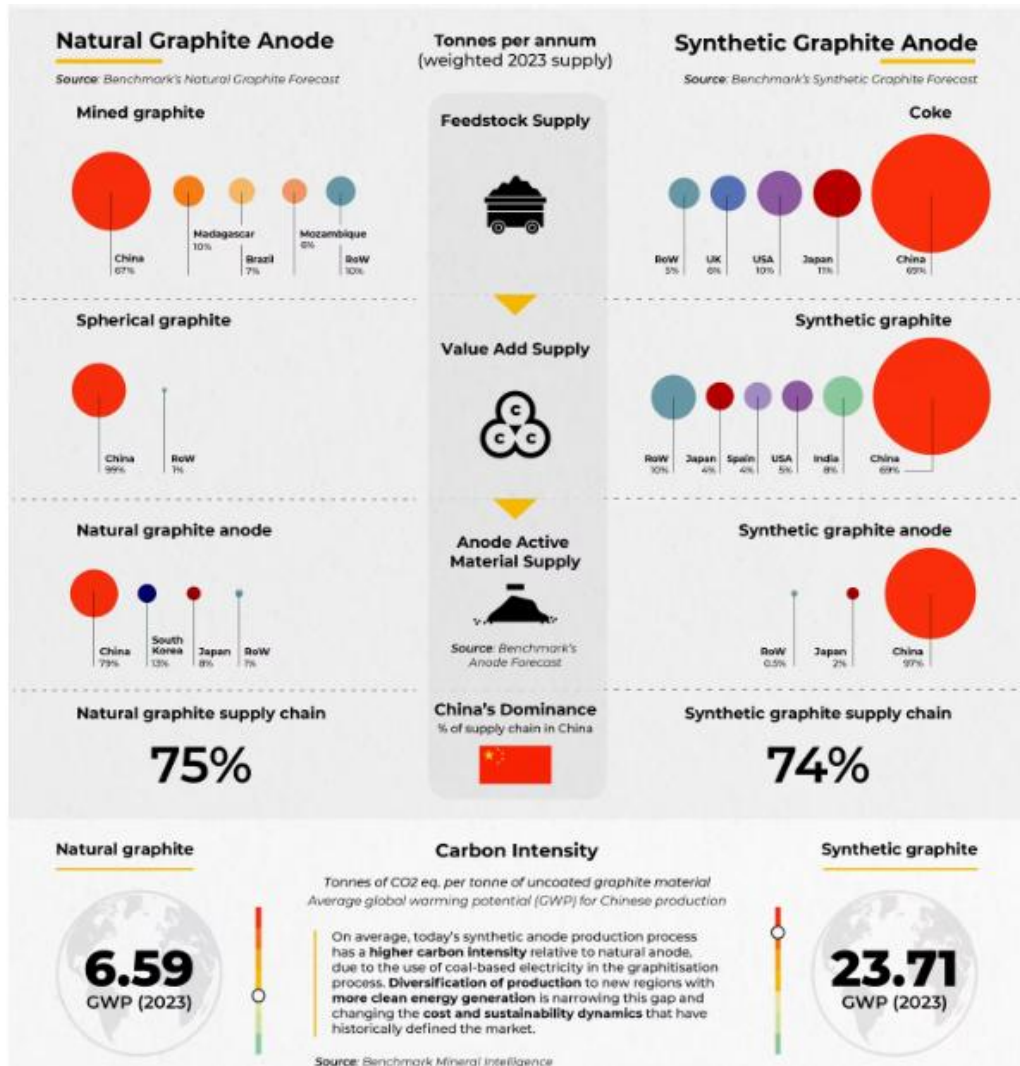 Natural Graphite Anode
Source: Benchmark's Natural Graphite Forecast
Tonnes per annum
(weighted 2023 supply)
Synthetic Graphite Anode
Source: Benchmark's Synthetic Graphite Forecast
Mined graphite
Feedstock Supply
Coke
China
67%
Madagascar
10%
Brazil
7%
Mozambique
6%
RoW
10%
RoW
5%
UK
6%
USA
10%
Japan
11%
China
69%
Spherical graphite
Value Add Supply
Synthetic graphite
China
99%
RoW
1%
C
C C
RoW
10%
Japan
4%
Spain
4%
USA
5%
India
8%
China
69%
Natural graphite anode
Anode Active
Material Supply
Source: Benchmark's
Anode Forecast
Synthetic graphite anode
China
79%
South
Korea
13%
Japan
8%
RoW
1%
RoW
0.5%
Japan
2%
China
97%
Natural graphite supply chain
75%
China's Dominance
% of supply chain in China
Synthetic graphite supply chain
74%
Natural graphite
6.59
GWP (2023)
Carbon Intensity
Tonnes of CO2 eq. per tonne of uncoated graphite material
Average global warming potential (GWP) for Chinese production
On average, today's synthetic anode production process
has a higher carbon intensity relative to natural anode,
due to the use of coal-based electricity in the graphitisation
process. Diversification of production to new regions with
more clean energy generation is narrowing this gap and
changing the cost and sustainability dynamics that have
historically defined the market.
Source: Benchmark Mineral Intelligence
Synthetic graphite
23.71
GWP (2023)